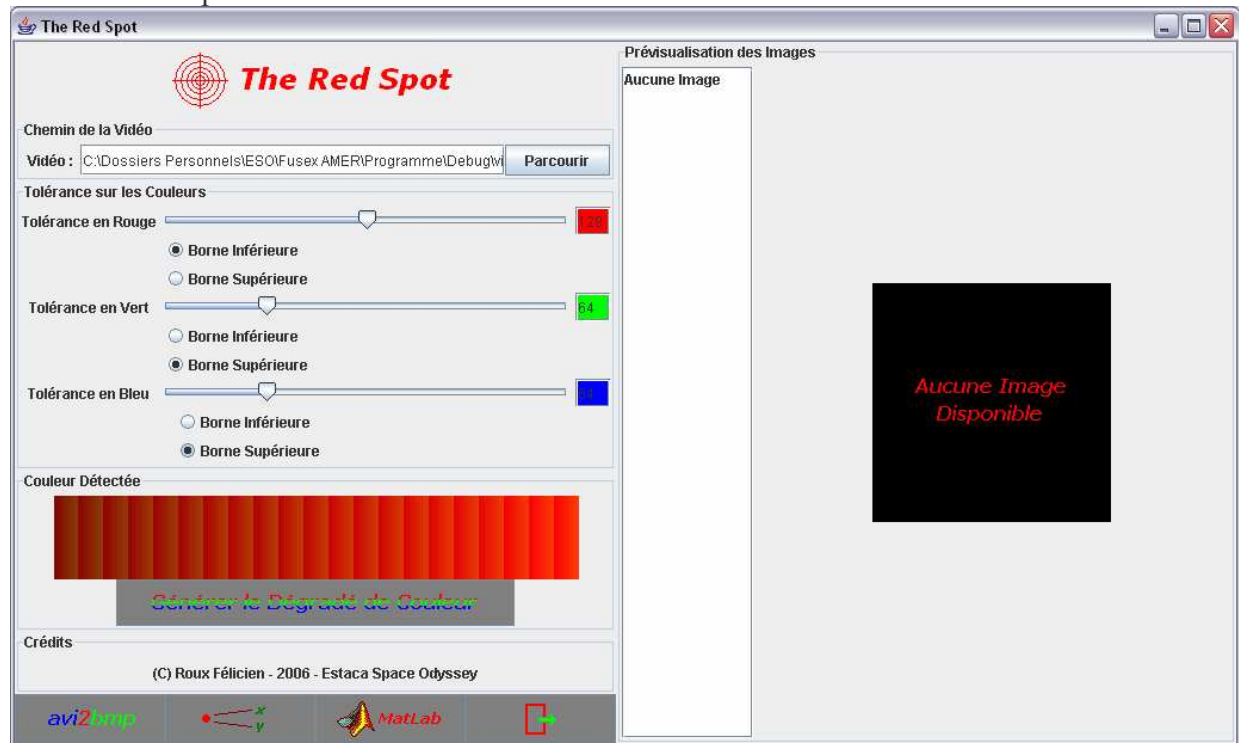 The Red Spot
The Red Spot
Chemin de la Vidéo
Vidéo : C:\Dossiers Personnels\ESO\Fusex AMER\Programme\Debug\vi Parcourir
Tolérance sur les Couleurs
Tolérance en Rouge 128
Borne Inférieure
Borne Supérieure
Tolérance en Vert 64
Borne Inférieure
Borne Supérieure
Tolérance en Bleu 64
Borne Inférieure
Borne Supérieure
Couleur Détectée
Générer le Dégradé de Couleur
Crédits
(C) Roux Félicien - 2006 - Estaca Space Odyssey
avi2bmp
x
y
MatLab
Prévisualisation des Images
Aucune Image
Aucune Image
Disponible